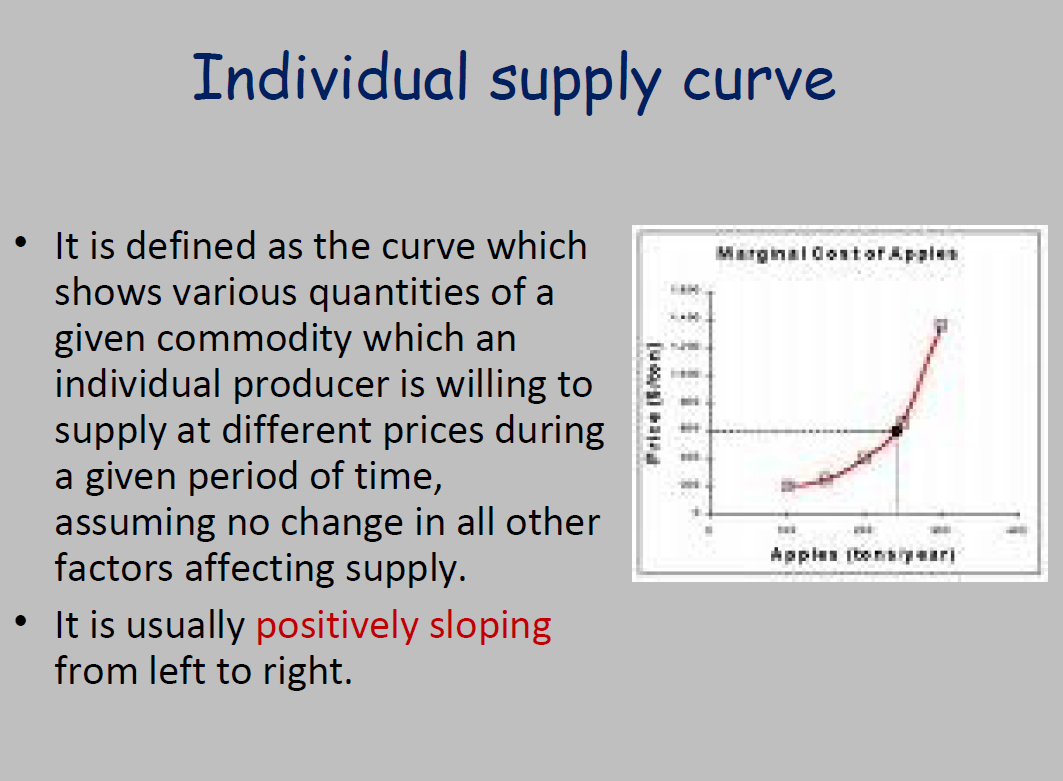 Individual supply curve
• It is defined as the curve which
shows various quantities of a
given commodity which an
individual producer is willing to
supply at different prices during
a given period of time,
assuming no change in all other
factors affecting supply.
• It is usually positively sloping
from left to right.
Marginal Cost of Apples
Price ($/ton)
Apples (tons/year)